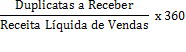 Duplicatas a Receber
Receita Líquida de Vendas x 360